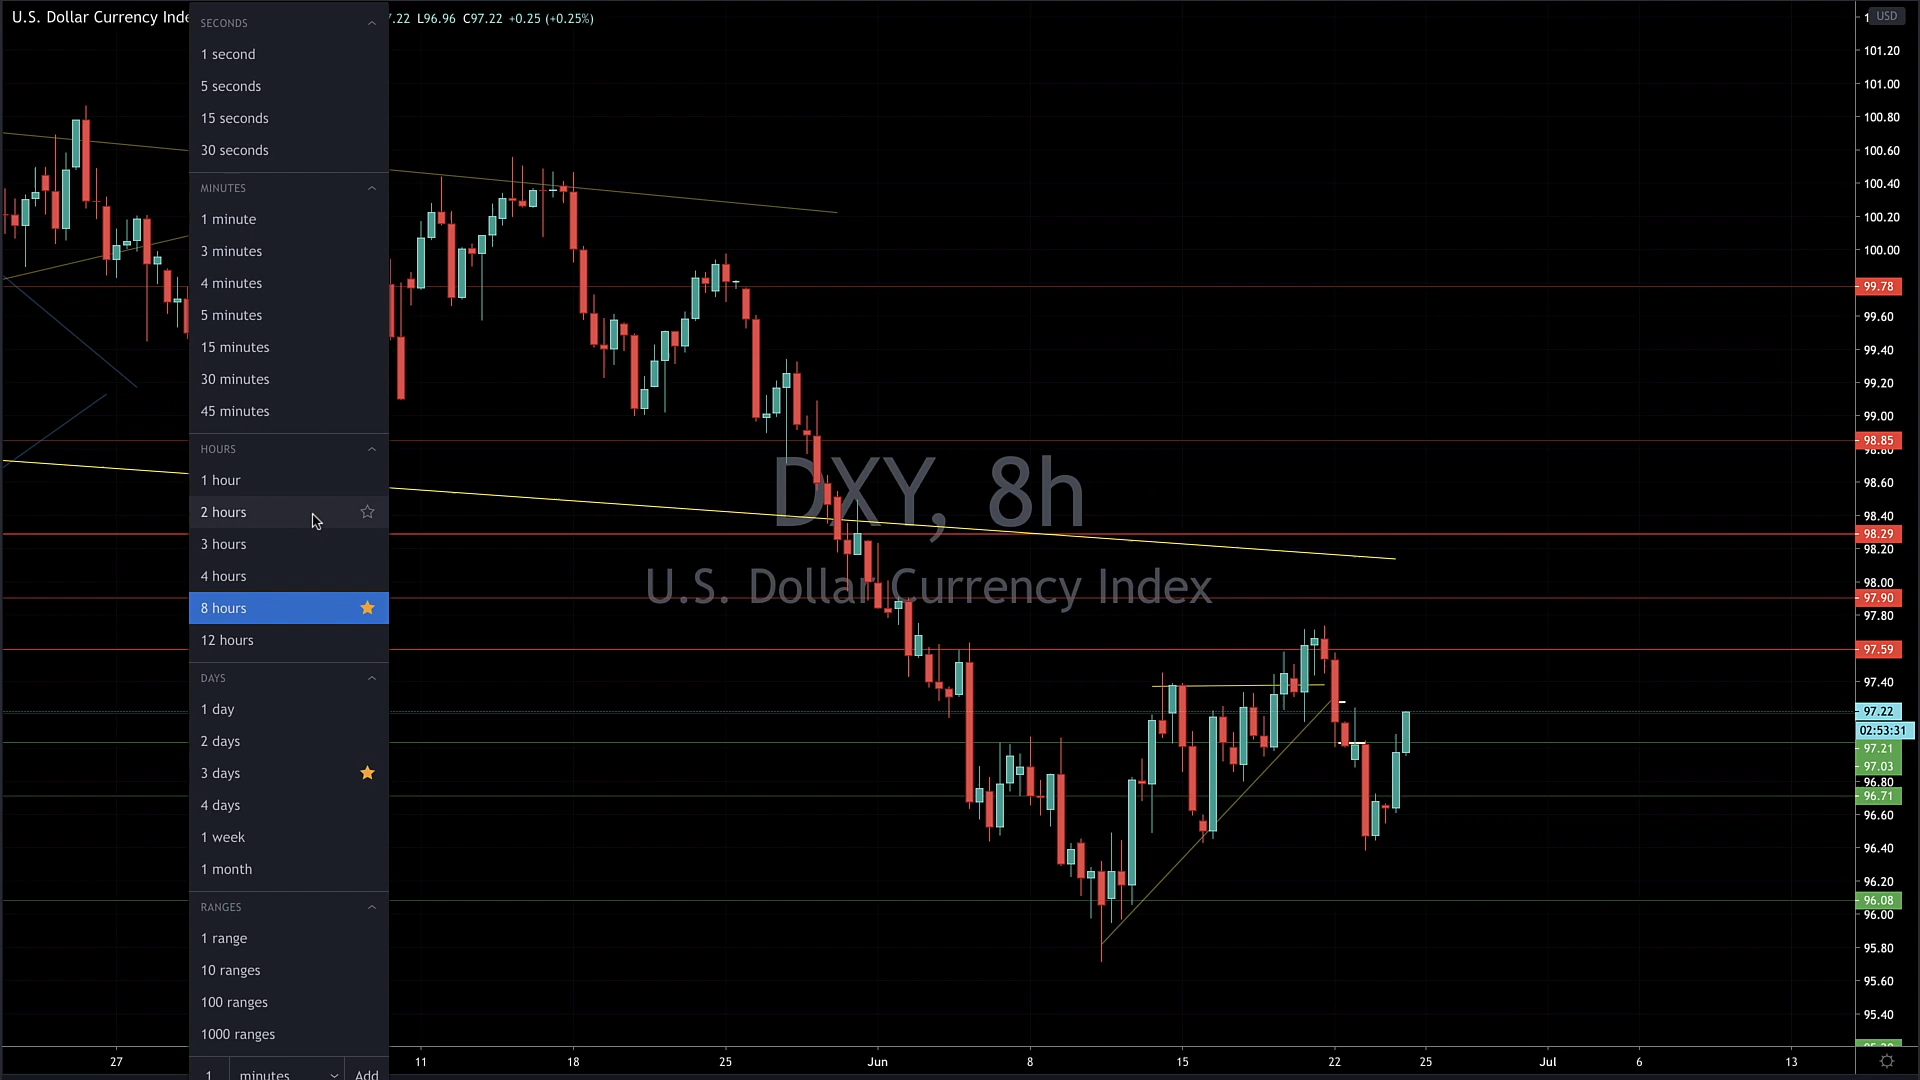 U.S. Dollar Currency Inde
7.22 L96.96 C97.22 +0.25 (+0.25%)
USD
SECONDS
1 second
5 seconds
15 seconds
30 seconds
MINUTES
1 minute
3 minutes
4 minutes
5 minutes
15 minutes
30 minutes
45 minutes
HOURS
1 hour
2 hours
3 hours
4 hours
8 hours
12 hours
DAYS
1 day
2 days
3 days
4 days
1 week
1 month
RANGES
1 range
10 ranges
100 ranges
1000 ranges
1 minutes Add
DXY, 8h
U.S. Dollar Currency Index
101.20
101.00
100.80
100.60
100.40
100.20
100.00
99.78
99.60
99.40
99.20
99.00
98.85
98.80
98.60
98.40
98.29
98.20
98.00
97.90
97.80
97.59
97.40
97.22
02:53:31
97.21
97.03
96.80
96.71
96.60
96.40
96.20
96.08
96.00
95.80
95.60
95.40
27 11 18 25 Jun 8 15 22 25 Jul 6 13